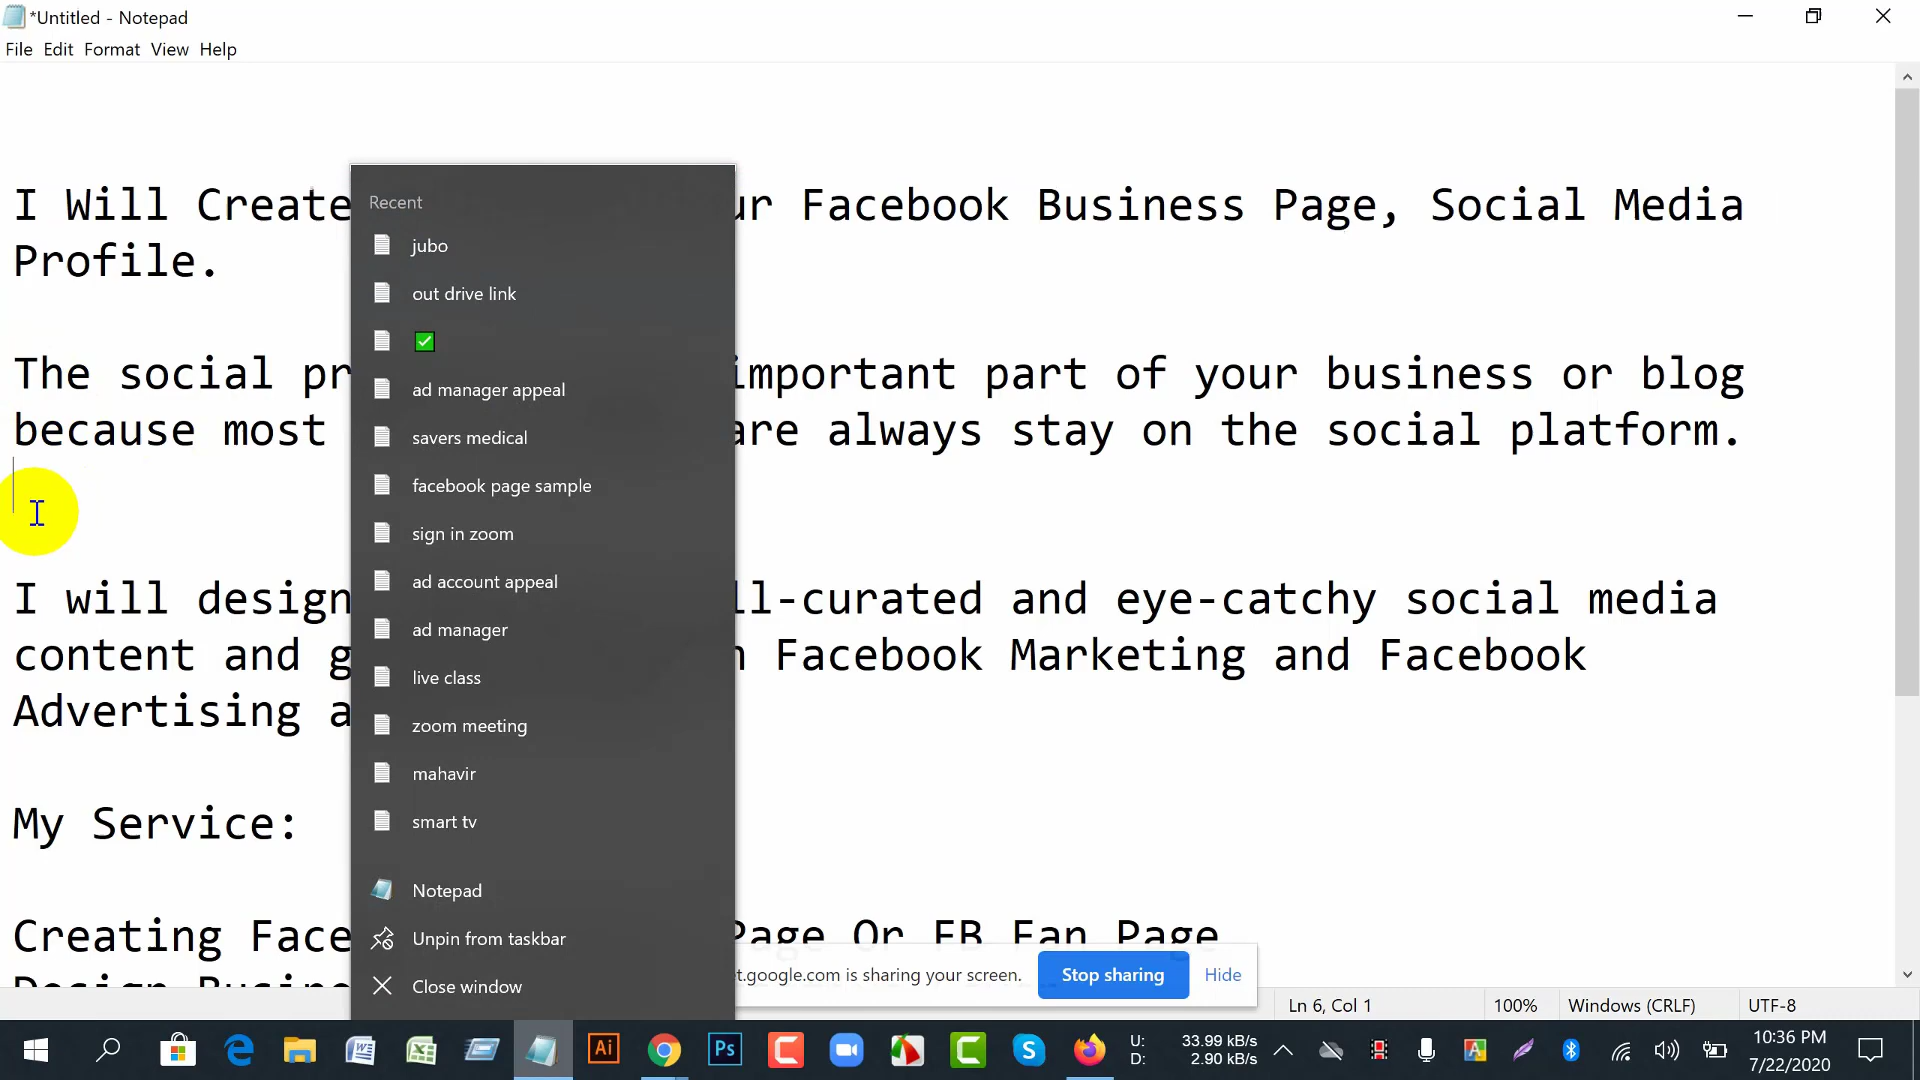 *Untitled - Notepad
File Edit Format View Help
I Will Create ur Facebook Business Page, Social Media
Profile.
The social pr important part of your business or blog
because most are always stay on the social platform.
I will design ll-curated and eye-catchy social media
content and g n Facebook Marketing and Facebook
Advertising a
My Service:
Creating Face Page Or FB Fan Page
Design Busine
Recent
jubo
out drive link
✅
ad manager appeal
savers medical
facebook page sample
sign in zoom
ad account appeal
ad manager
live class
zoom meeting
mahavir
smart tv
Notepad
Unpin from taskbar
Close window
et.google.com is sharing your screen. Stop sharing Hide
Ln 6, Col 1 100% Windows (CRLF) UTF-8
Ai Ps
U: 33.99 kB/s
D: 2.90 kB/s
10:36 PM
7/22/2020